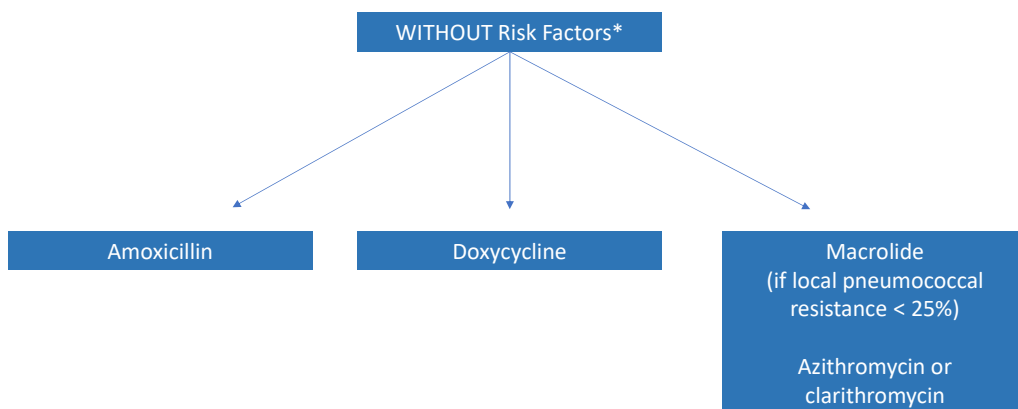 WITHOUT Risk Factors*
Amoxicillin
Doxycycline
Macrolide
(if local pneumococcal
resistance < 25%)
Azithromycin or
clarithromycin